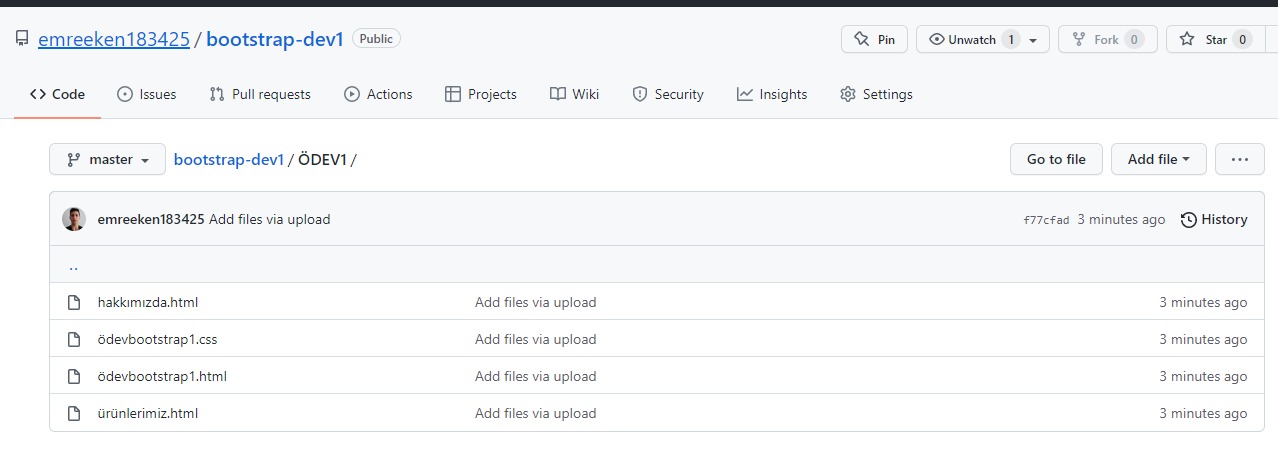 emreeken183425 / bootstrap-dev1 Public Pin Unwatch 1 Fork 0 Star 0
Code Issues Pull requests Actions Projects Wiki Security Insights Settings
master bootstrap-dev1 / ÖDEV1 / Go to file Add file ...
emreeken183425 Add files via upload f77cfad 3 minutes ago History
..
hakkımızda.html Add files via upload 3 minutes ago
ödevbootstrap1.css Add files via upload 3 minutes ago
ödevbootstrap1.html Add files via upload 3 minutes ago
ürünlerimiz.html Add files via upload 3 minutes ago